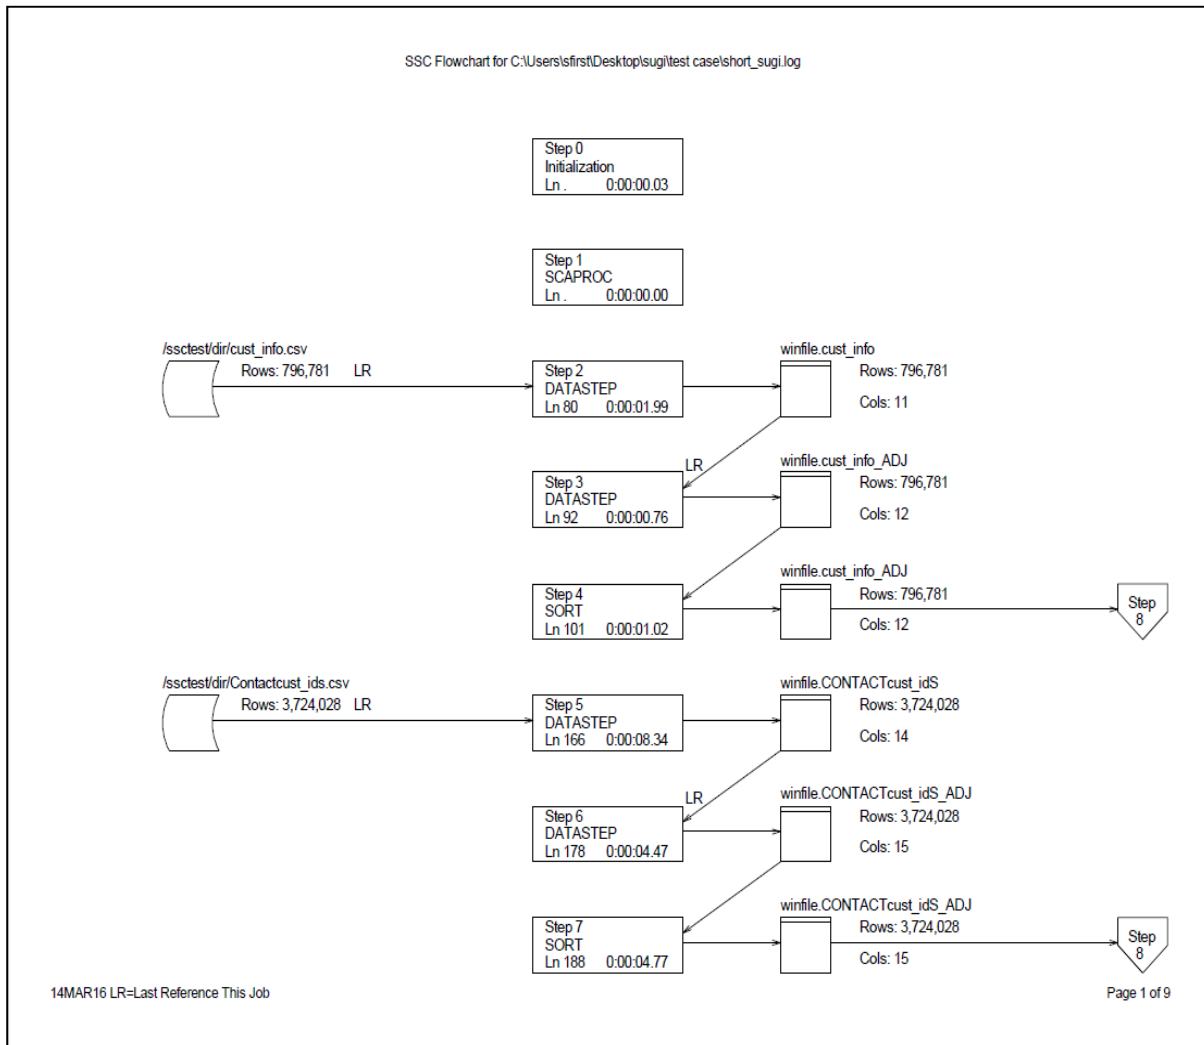 SSC Flowchart for C:\Users\sfirst\Desktop\sugi\test case\short_sugi.log
Step 0
Initialization
Ln . 0:00:00.03
Step 1
SCAPROC
Ln . 0:00:00.00
/ssctest/dir/cust_info.csv
Rows: 796,781 LR
Step 2
DATASTEP
Ln 80 0:00:01.99
winfile.cust_info
Rows: 796,781
Cols: 11
LR
Step 3
DATASTEP
Ln 92 0:00:00.76
winfile.cust_info_ADJ
Rows: 796,781
Cols: 12
Step 4
SORT
Ln 101 0:00:01.02
winfile.cust_info_ADJ
Rows: 796,781
Cols: 12
Step
8
/ssctest/dir/Contactcust_ids.csv
Rows: 3,724,028 LR
Step 5
DATASTEP
Ln 166 0:00:08.34
winfile.CONTACTcust_idS
Rows: 3,724,028
Cols: 14
LR
Step 6
DATASTEP
Ln 178 0:00:04.47
winfile.CONTACTcust_idS_ADJ
Rows: 3,724,028
Cols: 15
Step 7
SORT
Ln 188 0:00:04.77
winfile.CONTACTcust_idS_ADJ
Rows: 3,724,028
Cols: 15
Step
8
14MAR16 LR=Last Reference This Job
Page 1 of 9